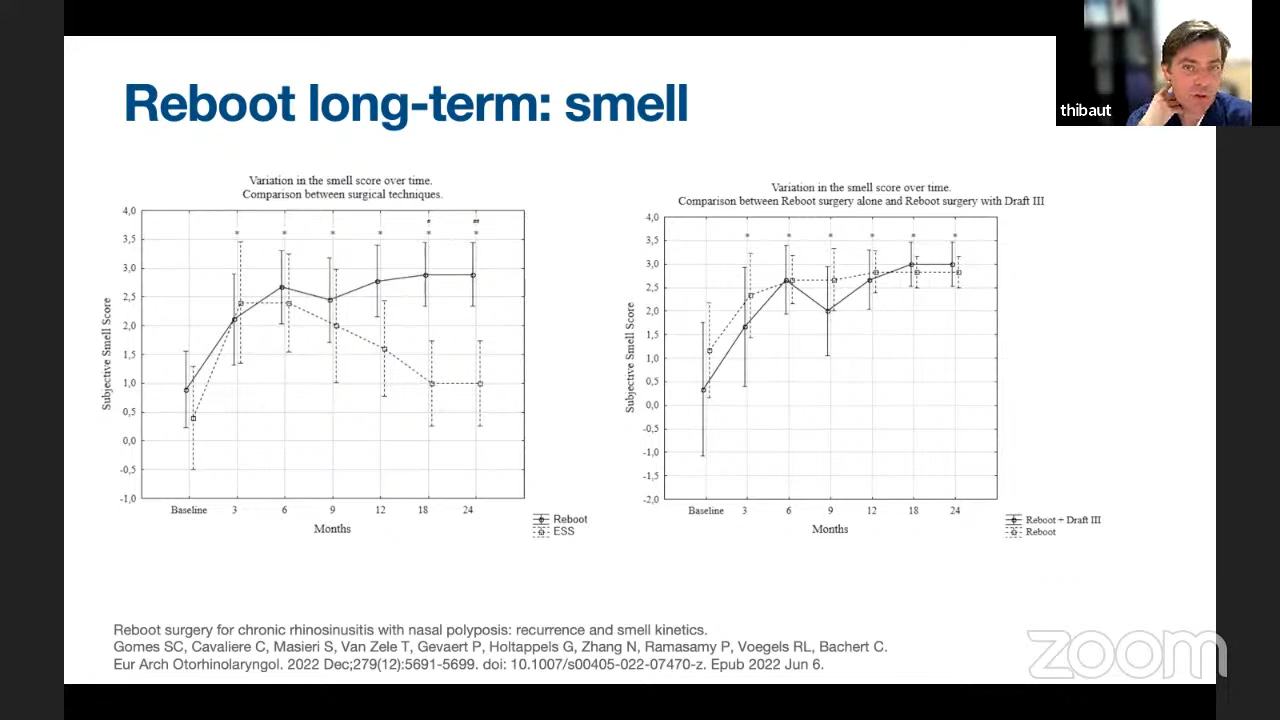 thibaut
Reboot long-term: smell
Variation in the smell score over time.
Comparison between surgical techniques.
4,0
3,5
3,0
2,5
2,0
1,5
1,0
0,5
0,0
-0,5
-1,0
Subjective Smell Score
# ##
* * * * * *
Baseline 3 6 9 12 18 24
Months
Reboot
ESS
Variation in the smell score over time.
Comparison between Reboot surgery alone and Reboot surgery with Draft III
4,0
3,5
3,0
2,5
2,0
1,5
1,0
0,5
0,0
-0,5
-1,0
-1,5
-2,0
Subjective Smell Score
* * * * * *
Baseline 3 6 9 12 18 24
Months
Reboot + Draft III
Reboot
Reboot surgery for chronic rhinosinusitis with nasal polyposis: recurrence and smell kinetics.
Gomes SC, Cavaliere C, Masieri S, Van Zele T, Gevaert P, Holtappels G, Zhang N, Ramasamy P, Voegels RL, Bachert C.
Eur Arch Otorhinolaryngol. 2022 Dec;279(12):5691-5699. doi: 10.1007/s00405-022-07470-z. Epub 2022 Jun 6.
zoom